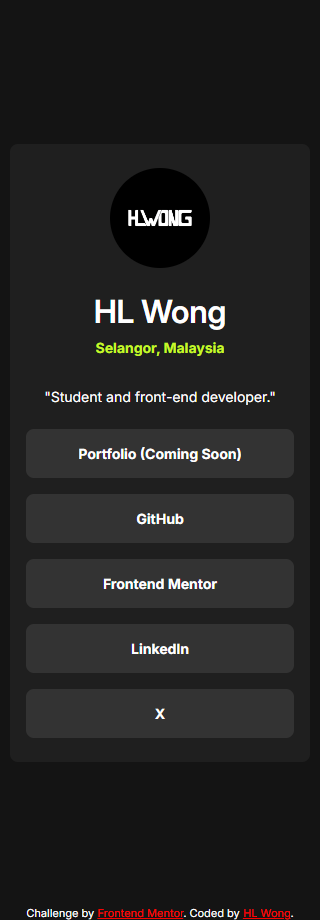 HLWONG
HL Wong
Selangor, Malaysia
"Student and front-end developer."
Portfolio (Coming Soon)
GitHub
Frontend Mentor
LinkedIn
X
Challenge by Frontend Mentor. Coded by HL Wong.